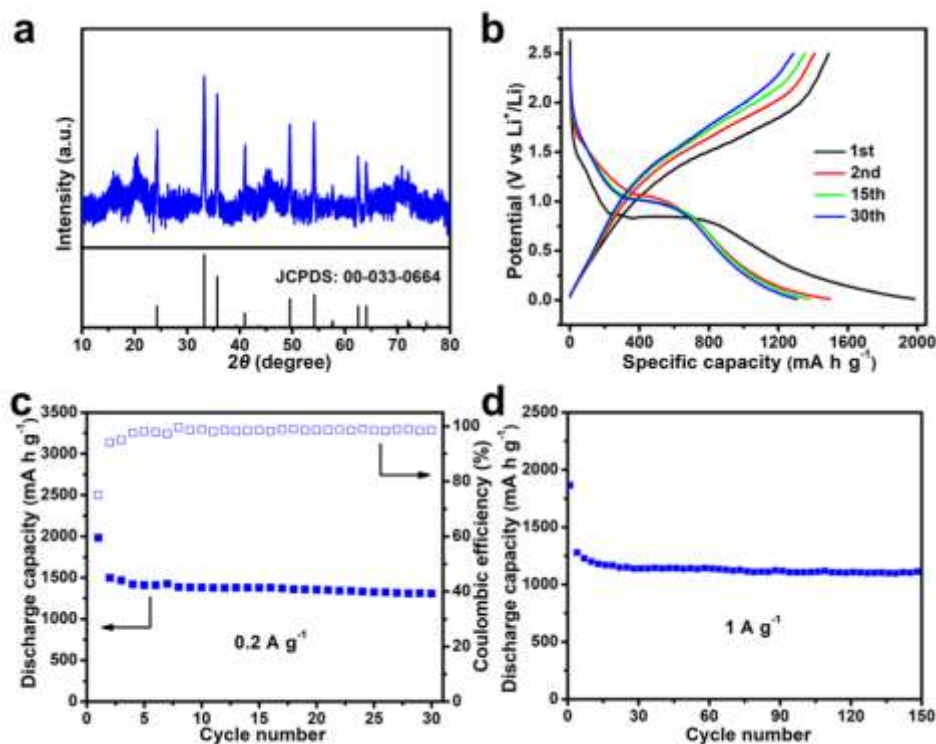 a
Intensity (a.u.)
JCPDS: 00-033-0664
10 20 30 40 50 60 70 80
2θ (degree)
b
Potential (V vs Li⁺/Li)
2.5
2.0
1.5
1.0
0.5
0.0
1st
2nd
15th
30th
0 400 800 1200 1600 2000
Specific capacity (mA h g⁻¹)
c
Discharge capacity (mA h g⁻¹)
3500
3000
2500
2000
1500
1000
500
0
0.2 A g⁻¹
100
80
60
40
20
0
Coulombic efficiency (%)
0 5 10 15 20 25 30
Cycle number
d
Discharge capacity (mA h g⁻¹)
2500
2000
1500
1000
500
0
1 A g⁻¹
0 30 60 90 120 150
Cycle number